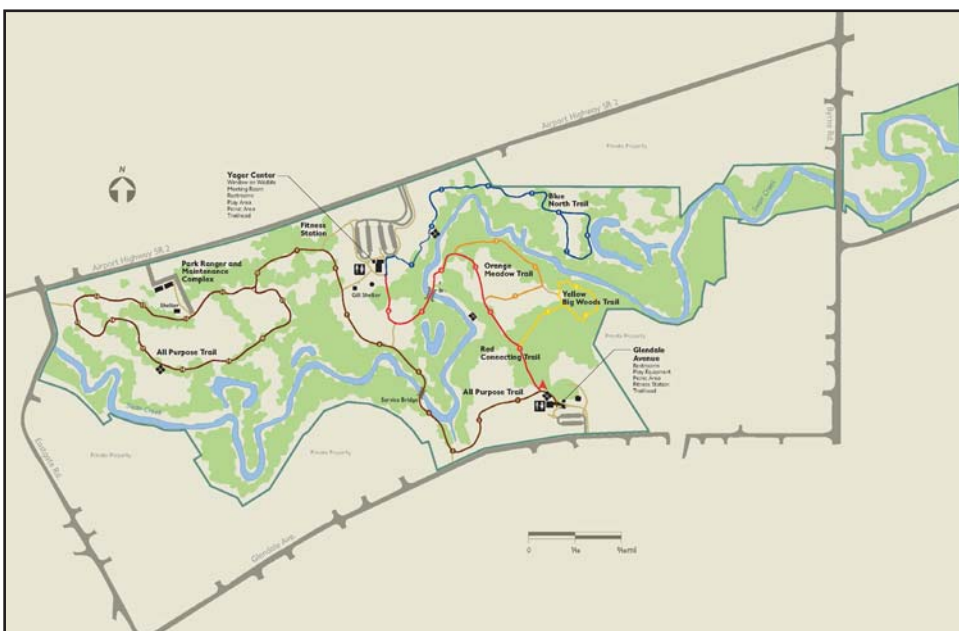 Airport Highway SR 2
Byrne Rd.
Private Property
N
Yager Center
Window on Wildlife
Meeting Room
Restrooms
Play Area
Picnic Area
Trailhead
Blue
North Trail
Swan Creek
Fitness
Station
Airport Highway SR 2
Park Ranger and
Maintenance
Complex
Orange
Meadow Trail
Gill Shelter
Shelter
Yellow
Big Woods Trail
Private Property
All Purpose Trail
Red
Connecting Trail
Glendale
Avenue
Restrooms
Play Equipment
Picnic Area
Fitness Station
Trailhead
All Purpose Trail
Service Bridge
Swan Creek
Eastgate Rd.
Private Property
Private Property
Glendale Ave.
0